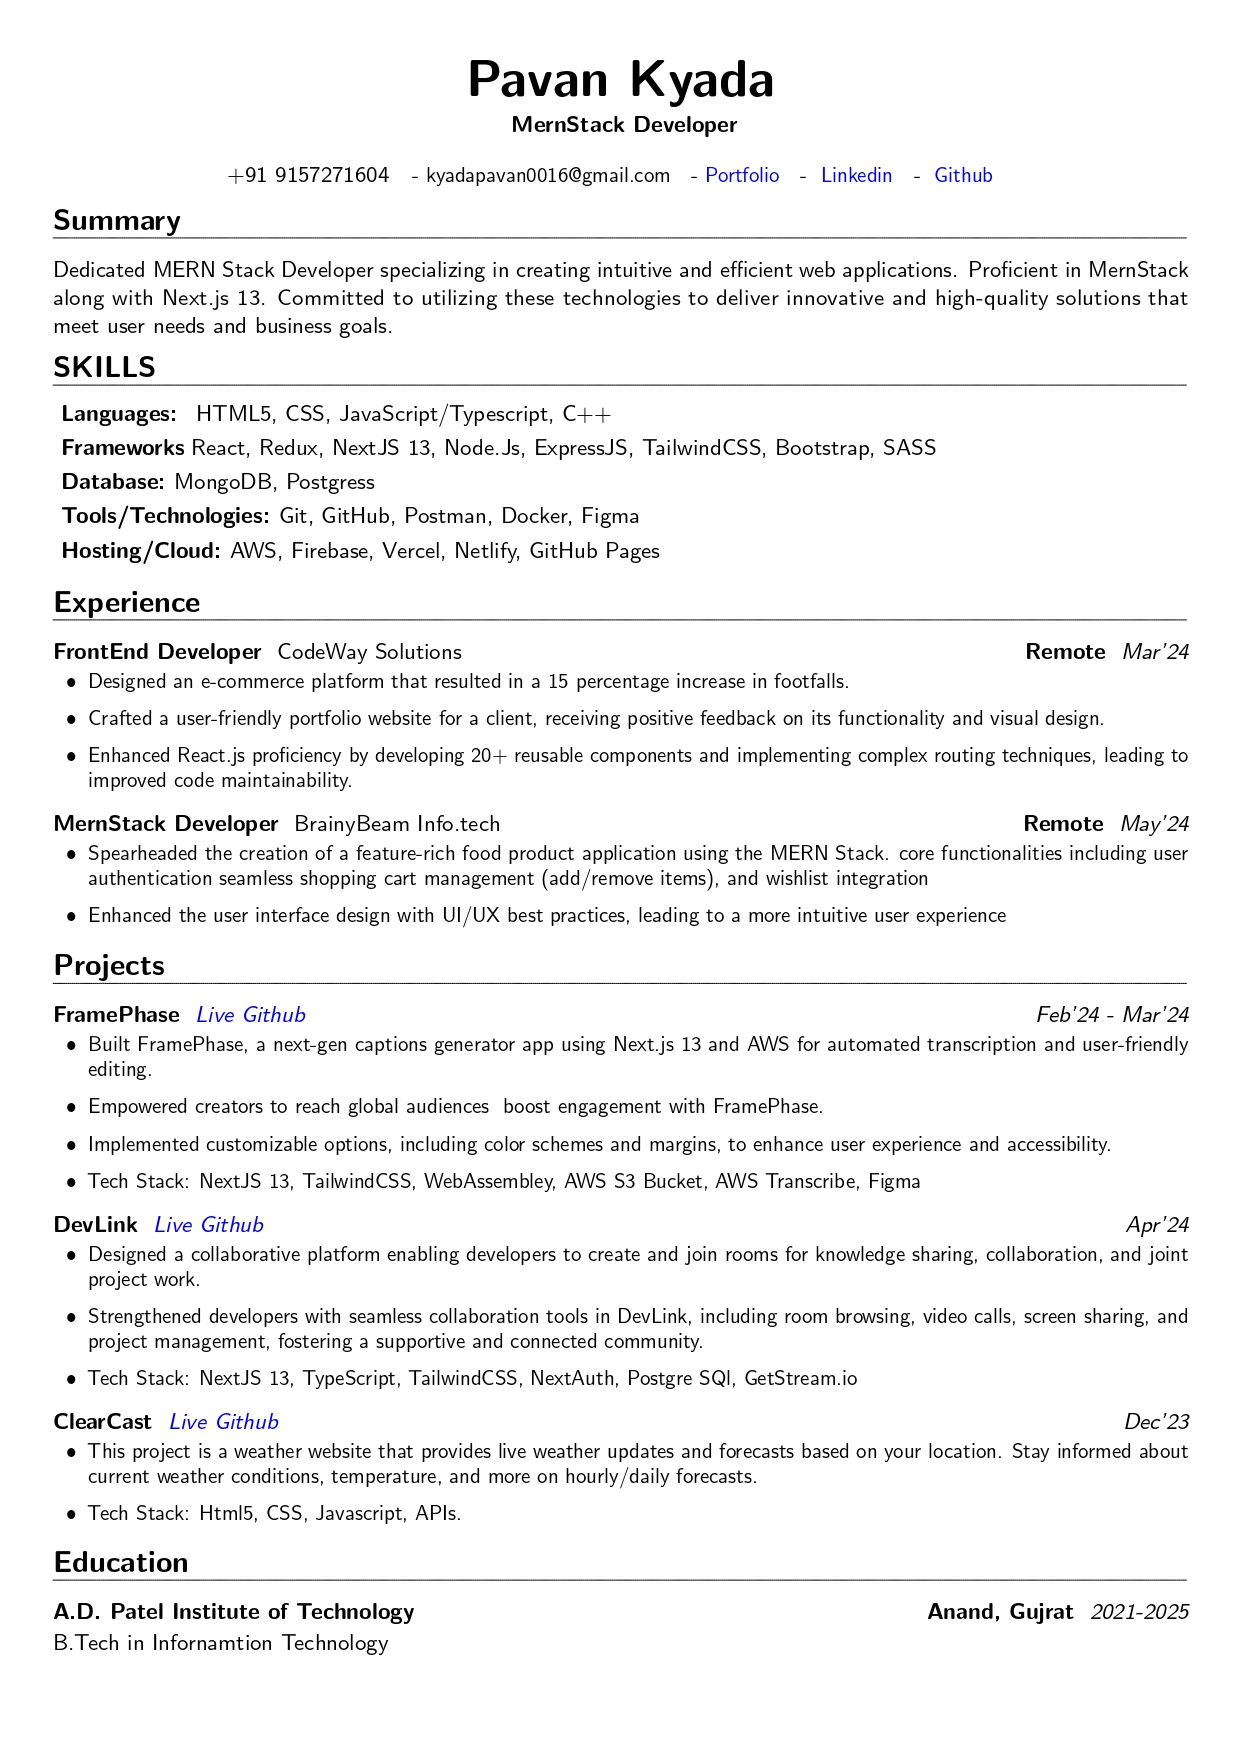 Pavan Kyada
MernStack Developer
+91 9157271604 - kyadapavan0016@gmail.com - Portfolio - Linkedin - Github
Summary
Dedicated MERN Stack Developer specializing in creating intuitive and efficient web applications. Proficient in MernStack
along with Next.js 13. Committed to utilizing these technologies to deliver innovative and high-quality solutions that
meet user needs and business goals.
SKILLS
Languages: HTML5, CSS, JavaScript/Typescript, C++
Frameworks React, Redux, NextJS 13, Node.Js, ExpressJS, TailwindCSS, Bootstrap, SASS
Database: MongoDB, Postgress
Tools/Technologies: Git, GitHub, Postman, Docker, Figma
Hosting/Cloud: AWS, Firebase, Vercel, Netlify, GitHub Pages
Experience
FrontEnd Developer CodeWay Solutions Remote Mar'24
• Designed an e-commerce platform that resulted in a 15 percentage increase in footfalls.
• Crafted a user-friendly portfolio website for a client, receiving positive feedback on its functionality and visual design.
• Enhanced React.js proficiency by developing 20+ reusable components and implementing complex routing techniques, leading to
improved code maintainability.
MernStack Developer BrainyBeam Info.tech Remote May'24
• Spearheaded the creation of a feature-rich food product application using the MERN Stack. core functionalities including user
authentication seamless shopping cart management (add/remove items), and wishlist integration
• Enhanced the user interface design with UI/UX best practices, leading to a more intuitive user experience
Projects
FramePhase Live Github Feb'24 - Mar'24
• Built FramePhase, a next-gen captions generator app using Next.js 13 and AWS for automated transcription and user-friendly
editing.
• Empowered creators to reach global audiences boost engagement with FramePhase.
• Implemented customizable options, including color schemes and margins, to enhance user experience and accessibility.
• Tech Stack: NextJS 13, TailwindCSS, WebAssembley, AWS S3 Bucket, AWS Transcribe, Figma
DevLink Live Github Apr'24
• Designed a collaborative platform enabling developers to create and join rooms for knowledge sharing, collaboration, and joint
project work.
• Strengthened developers with seamless collaboration tools in DevLink, including room browsing, video calls, screen sharing, and
project management, fostering a supportive and connected community.
• Tech Stack: NextJS 13, TypeScript, TailwindCSS, NextAuth, Postgre SQl, GetStream.io
ClearCast Live Github Dec'23
• This project is a weather website that provides live weather updates and forecasts based on your location. Stay informed about
current weather conditions, temperature, and more on hourly/daily forecasts.
• Tech Stack: Html5, CSS, Javascript, APIs.
Education
A.D. Patel Institute of Technology Anand, Gujrat 2021-2025
B.Tech in Infornamtion Technology